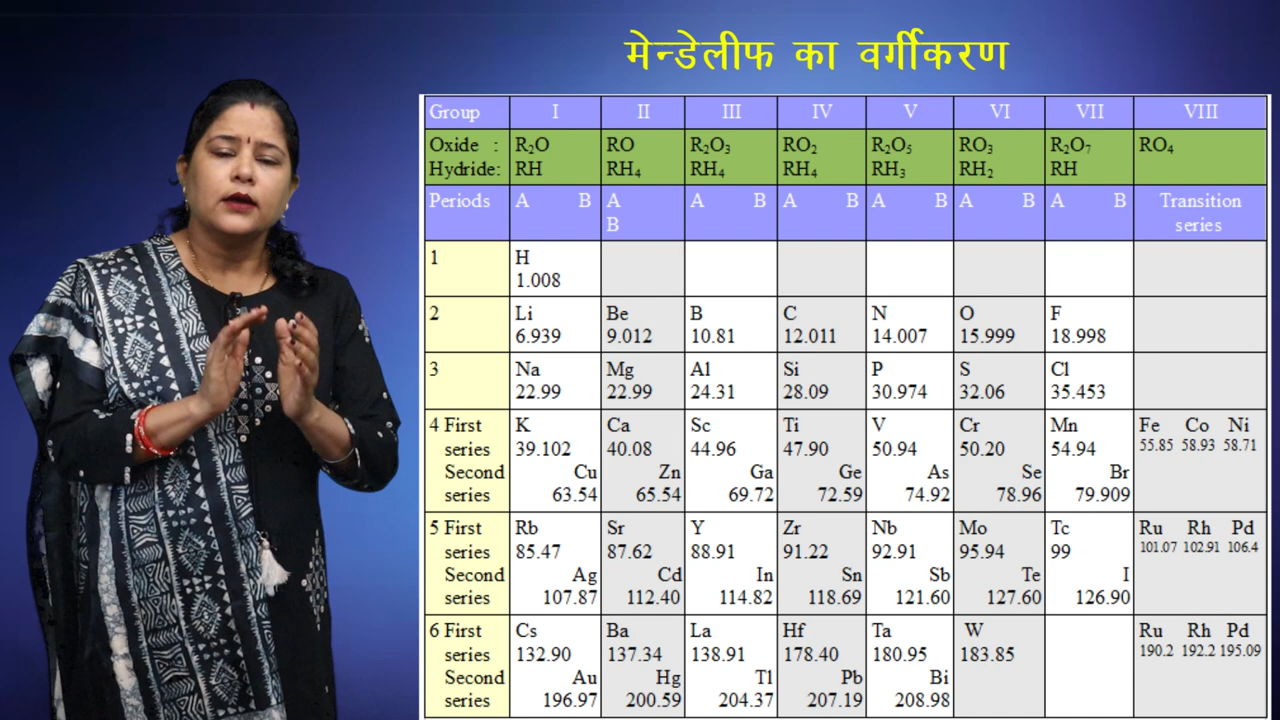 मेन्डेलीफ का वर्गीकरण
Group I II III IV V VI VII VIII
Oxide : R₂O RO R₂O₃ RO₂ R₂O₅ RO₃ R₂O₇ RO₄
Hydride: RH RH₄ RH₄ RH₄ RH₃ RH₂ RH
Periods A B A A B A B A B A B A B Transition
B series
1 H
1.008
2 Li Be B C N O F
6.939 9.012 10.81 12.011 14.007 15.999 18.998
3 Na Mg Al Si P S Cl
22.99 22.99 24.31 28.09 30.974 32.06 35.453
4 First K Ca Sc Ti V Cr Mn Fe Co Ni
series 39.102 40.08 44.96 47.90 50.94 50.20 54.94 55.85 58.93 58.71
Second Cu Zn Ga Ge As Se Br
series 63.54 65.54 69.72 72.59 74.92 78.96 79.909
5 First Rb Sr Y Zr Nb Mo Tc Ru Rh Pd
series 85.47 87.62 88.91 91.22 92.91 95.94 99 101.07 102.91 106.4
Second Ag Cd In Sn Sb Te I
series 107.87 112.40 114.82 118.69 121.60 127.60 126.90
6 First Cs Ba La Hf Ta W Ru Rh Pd
series 132.90 137.34 138.91 178.40 180.95 183.85 190.2 192.2 195.09
Second Au Hg Tl Pb Bi
series 196.97 200.59 204.37 207.19 208.98